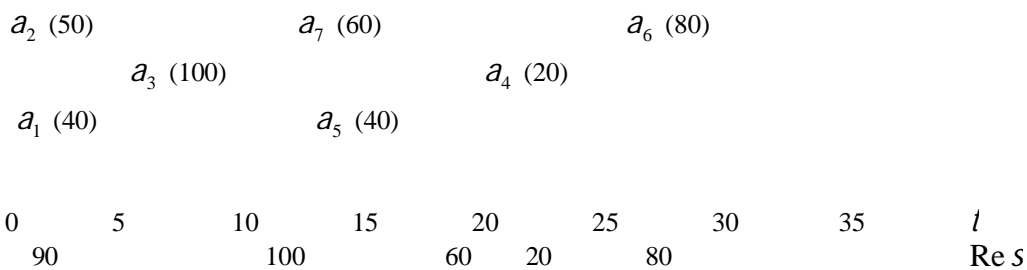 a₂ (50) a₇ (60) a₆ (80)
a₃ (100) a₄ (20)
a₁ (40) a₅ (40)
0 5 10 15 20 25 30 35 t
90 100 60 20 80 Re s